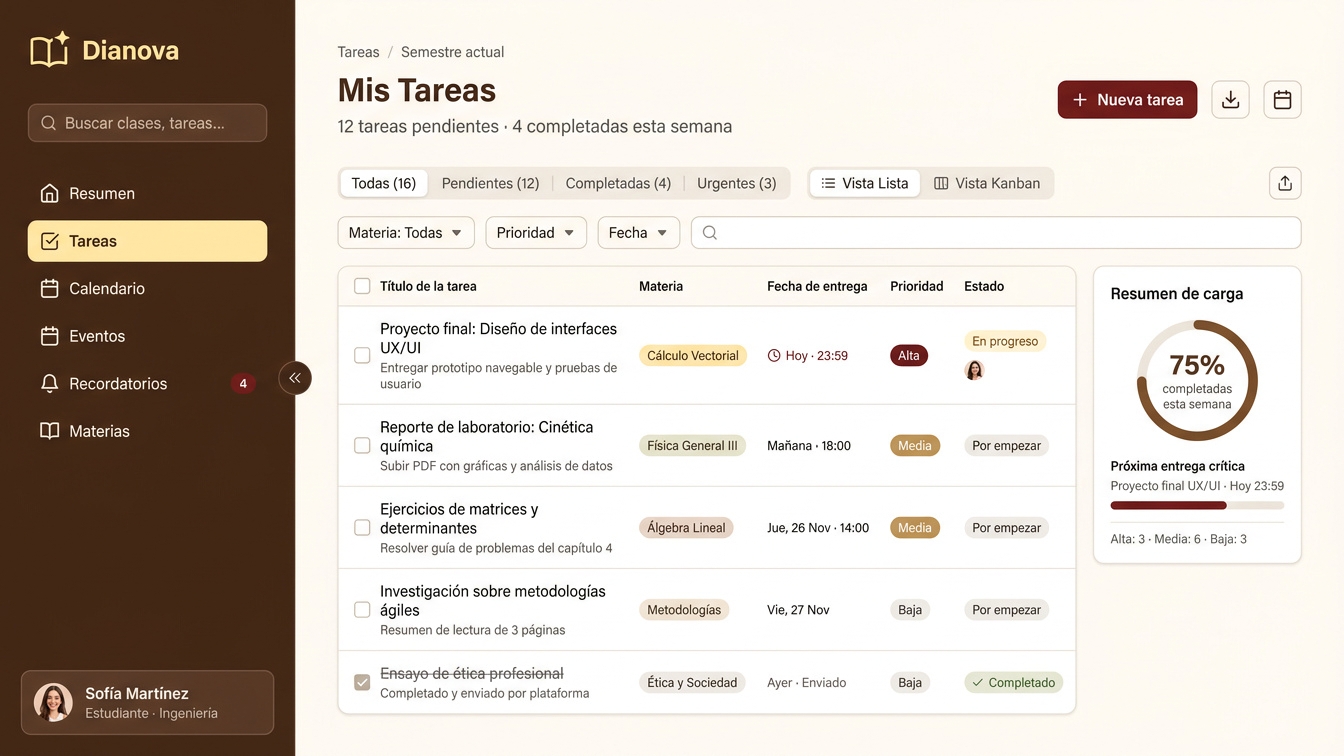 Dianova
Buscar clases, tareas...
Resumen
Tareas
Calendario
Eventos
Recordatorios 4
Materias
Sofía Martínez
Estudiante · Ingeniería
Tareas / Semestre actual
Mis Tareas
12 tareas pendientes · 4 completadas esta semana
+ Nueva tarea
Todas (16) Pendientes (12) Completadas (4) Urgentes (3) Vista Lista Vista Kanban
Materia: Todas Prioridad Fecha
Título de la tarea Materia Fecha de entrega Prioridad Estado
Proyecto final: Diseño de interfaces
UX/UI
Entregar prototipo navegable y pruebas de
usuario
Cálculo Vectorial Hoy · 23:59 Alta En progreso
Reporte de laboratorio: Cinética
química
Subir PDF con gráficas y análisis de datos
Física General III Mañana · 18:00 Media Por empezar
Ejercicios de matrices y
determinantes
Resolver guía de problemas del capítulo 4
Álgebra Lineal Jue, 26 Nov · 14:00 Media Por empezar
Investigación sobre metodologías
ágiles
Resumen de lectura de 3 páginas
Metodologías Vie, 27 Nov Baja Por empezar
Ensayo de ética profesional
Completado y enviado por plataforma
Ética y Sociedad Ayer · Enviado Baja Completado
Resumen de carga
75%
completadas
esta semana
Próxima entrega crítica
Proyecto final UX/UI · Hoy 23:59
Alta: 3 · Media: 6 · Baja: 3